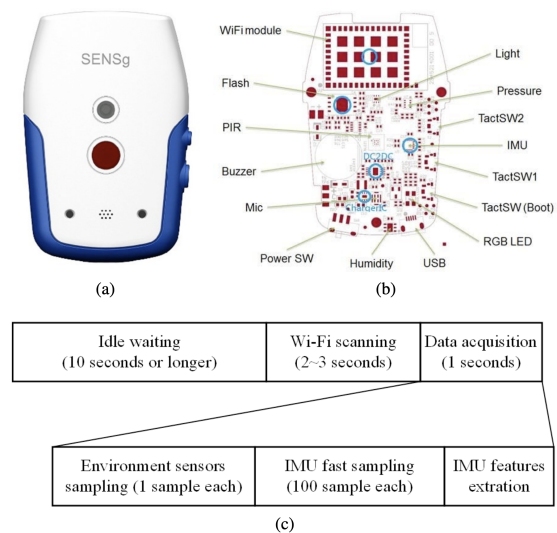 SENSg
(a)
WiFi module
Flash
PIR
Buzzer
Mic
Power SW
Humidity
USB
RGB LED
TactSW (Boot)
TactSW1
IMU
TactSW2
Pressure
Light
DC2DC
ChargerIC
(b)
Idle waiting
(10 seconds or longer)
Wi-Fi scanning
(2~3 seconds)
Data acquisition
(1 seconds)
Environment sensors
sampling (1 sample each)
IMU fast sampling
(100 sample each)
IMU features
extration
(c)